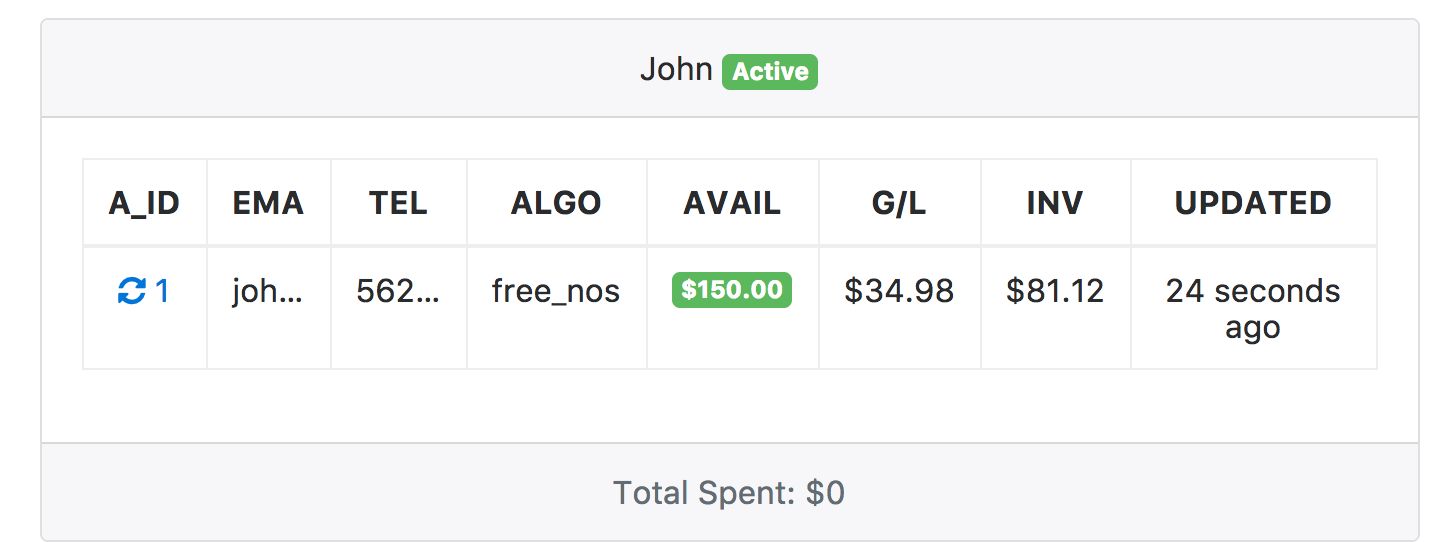 John Active
A_ID EMA TEL ALGO AVAIL G/L INV UPDATED
1 joh... 562... free_nos $150.00 $34.98 $81.12 24 seconds
ago
Total Spent: $0